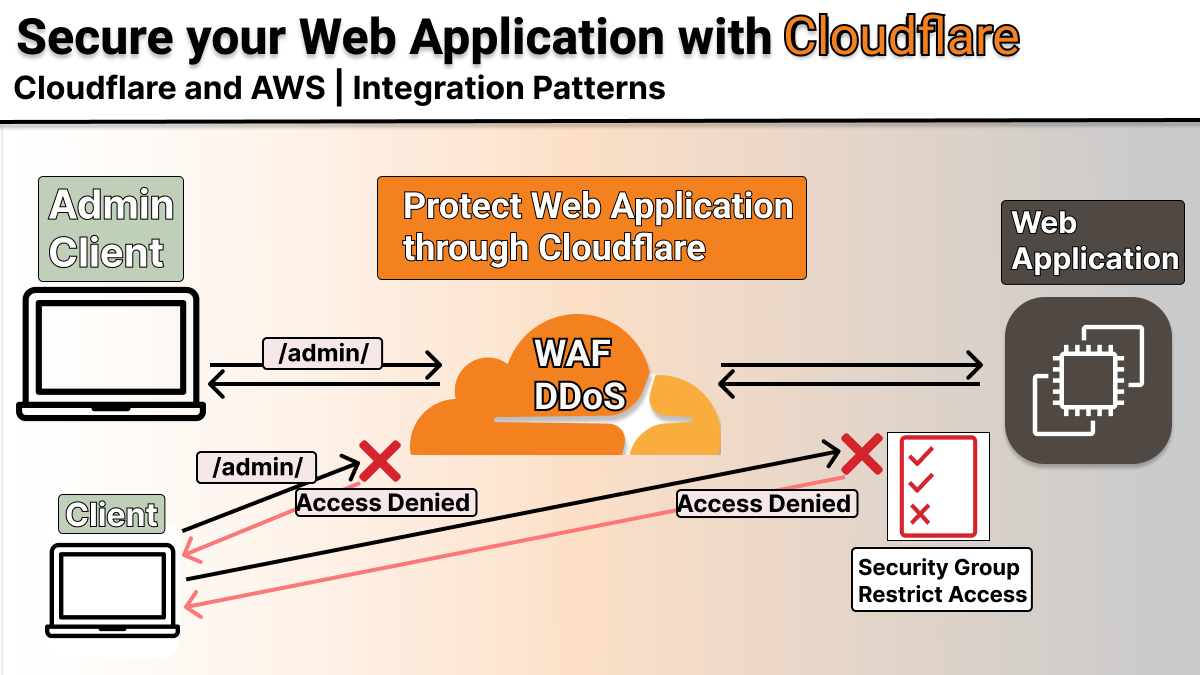 Secure your Web Application with Cloudflare
Cloudflare and AWS | Integration Patterns
Admin
Client
Protect Web Application
through Cloudflare
Web
Application
/admin/
WAF
DDoS
/admin/
Access Denied
Access Denied
Client
Security Group
Restrict Access